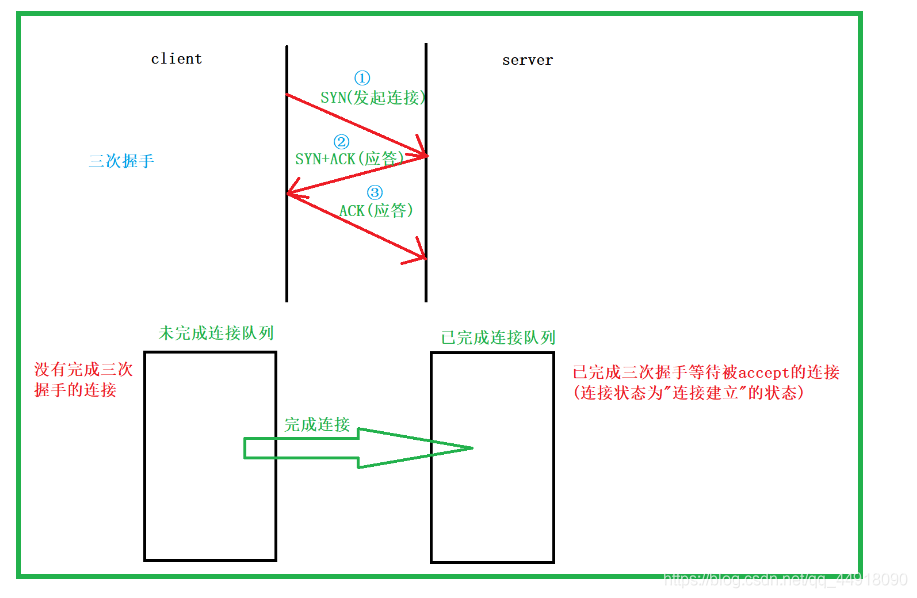 client
server
①
SYN(发起连接)
三次握手
②
SYN+ACK(应答)
③
ACK(应答)
未完成连接队列
已完成连接队列
没有完成三次
握手的连接
已完成三次握手等待被accept的连接
(连接状态为"连接建立"的状态)
完成连接
https://blog.csdn.net/qq_44918090